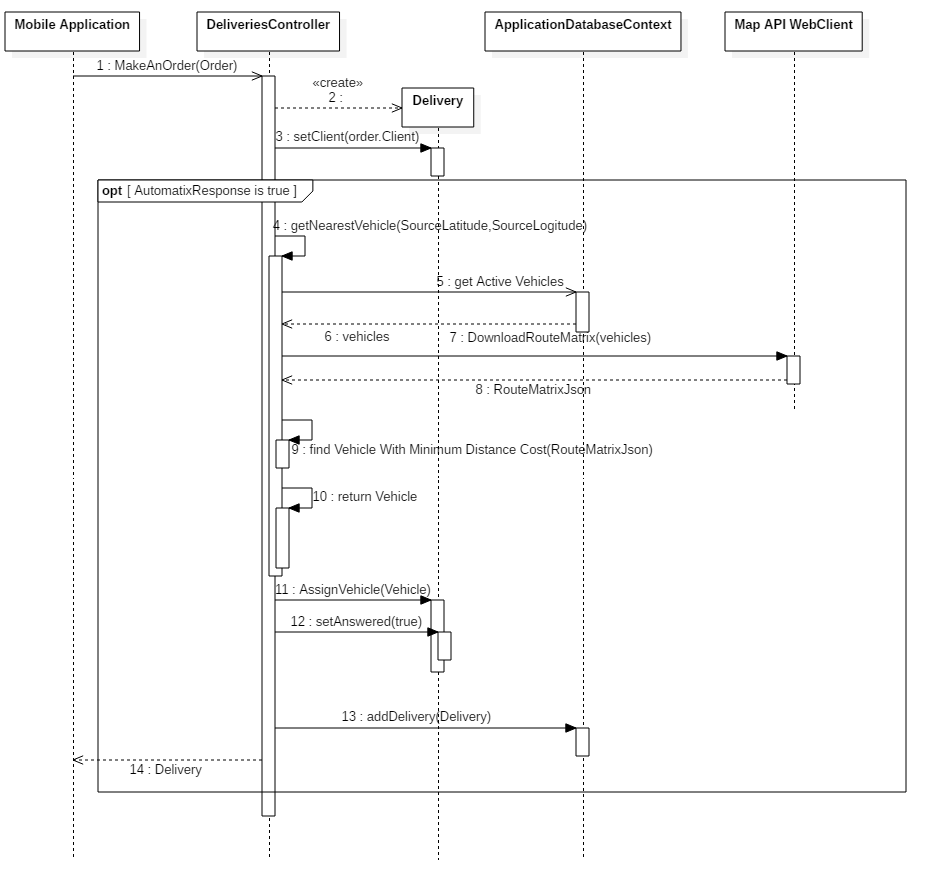 Mobile Application
DeliveriesController
ApplicationDatabaseContext
Map API WebClient
1 : MakeAnOrder(Order)
«create»
2 :
Delivery
3 : setClient(order.Client)
opt [ AutomatixResponse is true ]
4 : getNearestVehicle(SourceLatitude,SourceLogitude)
5 : get Active Vehicles
6 : vehicles
7 : DownloadRouteMatrix(vehicles)
8 : RouteMatrixJson
9 : find Vehicle With Minimum Distance Cost(RouteMatrixJson)
10 : return Vehicle
11 : AssignVehicle(Vehicle)
12 : setAnswered(true)
13 : addDelivery(Delivery)
14 : Delivery